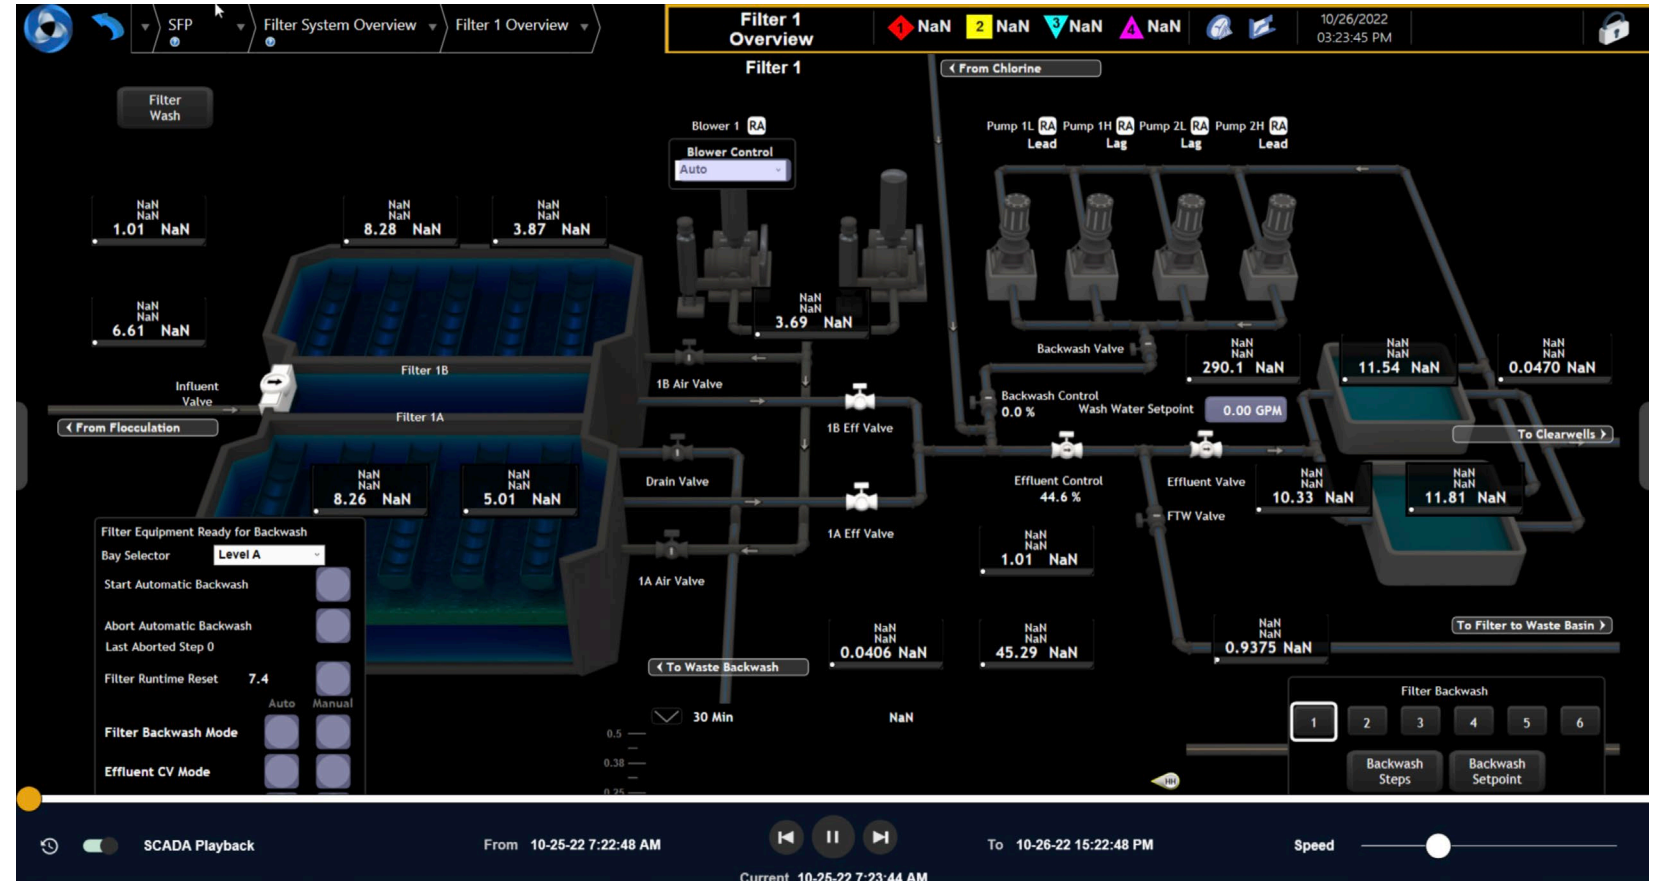 SFP
Filter System Overview
Filter 1 Overview
Filter 1
Overview
1 NaN
2 NaN
3 NaN
4 NaN
10/26/2022
03:23:45 PM
Filter 1
From Chlorine
Filter
Wash
Blower 1 RA
Blower Control
Auto
Pump 1L RA Pump 1H RA Pump 2L RA Pump 2H RA
Lead Lag Lag Lead
NaN
NaN
1.01 NaN
NaN
NaN
8.28 NaN
NaN
NaN
3.87 NaN
NaN
NaN
6.61 NaN
NaN
NaN
3.69 NaN
Backwash Valve
NaN
NaN
290.1 NaN
NaN
NaN
11.54 NaN
NaN
NaN
0.0470 NaN
Filter 1B
Influent
Valve
1B Air Valve
Backwash Control
0.0 %
Wash Water Setpoint
0.00 GPM
Filter 1A
From Flocculation
1B Eff Valve
To Clearwells
NaN
NaN
8.26 NaN
NaN
NaN
5.01 NaN
Drain Valve
Effluent Control
44.6 %
Effluent Valve
NaN
NaN
10.33 NaN
NaN
NaN
11.81 NaN
FTW Valve
1A Eff Valve
Filter Equipment Ready for Backwash
Bay Selector
Level A
NaN
NaN
1.01 NaN
Start Automatic Backwash
1A Air Valve
Abort Automatic Backwash
Last Aborted Step 0
NaN
NaN
0.0406 NaN
NaN
NaN
45.29 NaN
NaN
NaN
0.9375 NaN
To Filter to Waste Basin
To Waste Backwash
Filter Runtime Reset 7.4
Auto Manual
Filter Backwash Mode
Effluent CV Mode
30 Min
NaN
0.5
0.38
0.25
HH
Filter Backwash
1 2 3 4 5 6
Backwash
Steps
Backwash
Setpoint
SCADA Playback
From 10-25-22 7:22:48 AM
To 10-26-22 15:22:48 PM
Speed
Current 10-25-22 7:23:44 AM